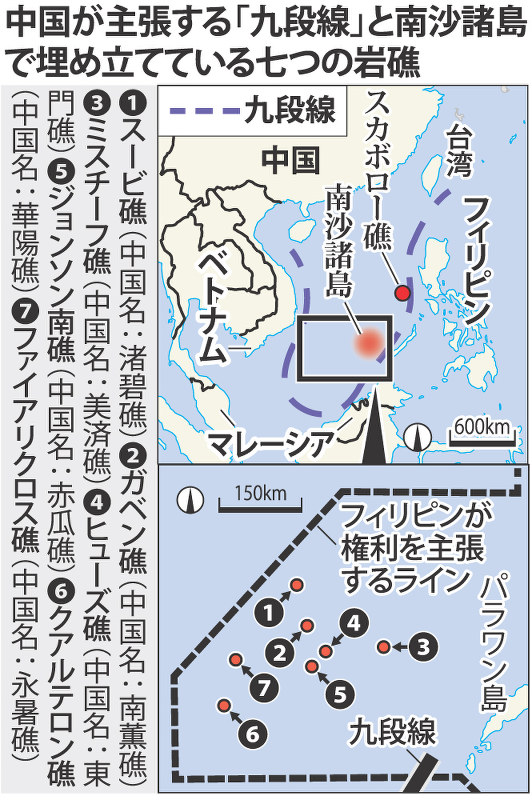 中国が主張する「九段線」と南沙諸島
で埋め立てている七つの岩礁
❶スービ礁(中国名:渚碧礁)❷ガベン礁(中国名:南薫礁)
❸ミスチーフ礁(中国名:美済礁)❹ヒューズ礁(中国名:東
門礁)❺ジョンソン南礁(中国名:赤瓜礁)❻クアルテロン礁
(中国名:華陽礁)❼ファイアリクロス礁(中国名:永暑礁)
九段線
中国
台湾
スカボロー礁
南沙諸島
フィリピン
ベトナム
マレーシア
600km
150km
フィリピンが
権利を主張
するライン
パラワン島
❶
❷
❹
❸
❼
❺
❻
九段線